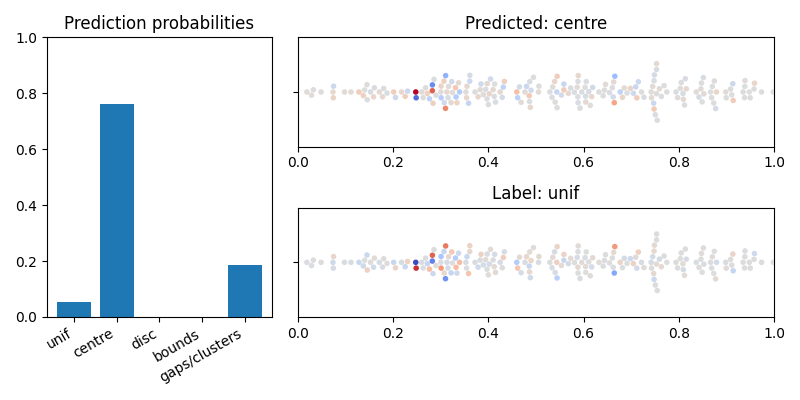 Prediction probabilities
1.0
0.8
0.6
0.4
0.2
0.0
unif
centre
disc
bounds
gaps/clusters
Predicted: centre
0.0 0.2 0.4 0.6 0.8 1.0
Label: unif
0.0 0.2 0.4 0.6 0.8 1.0